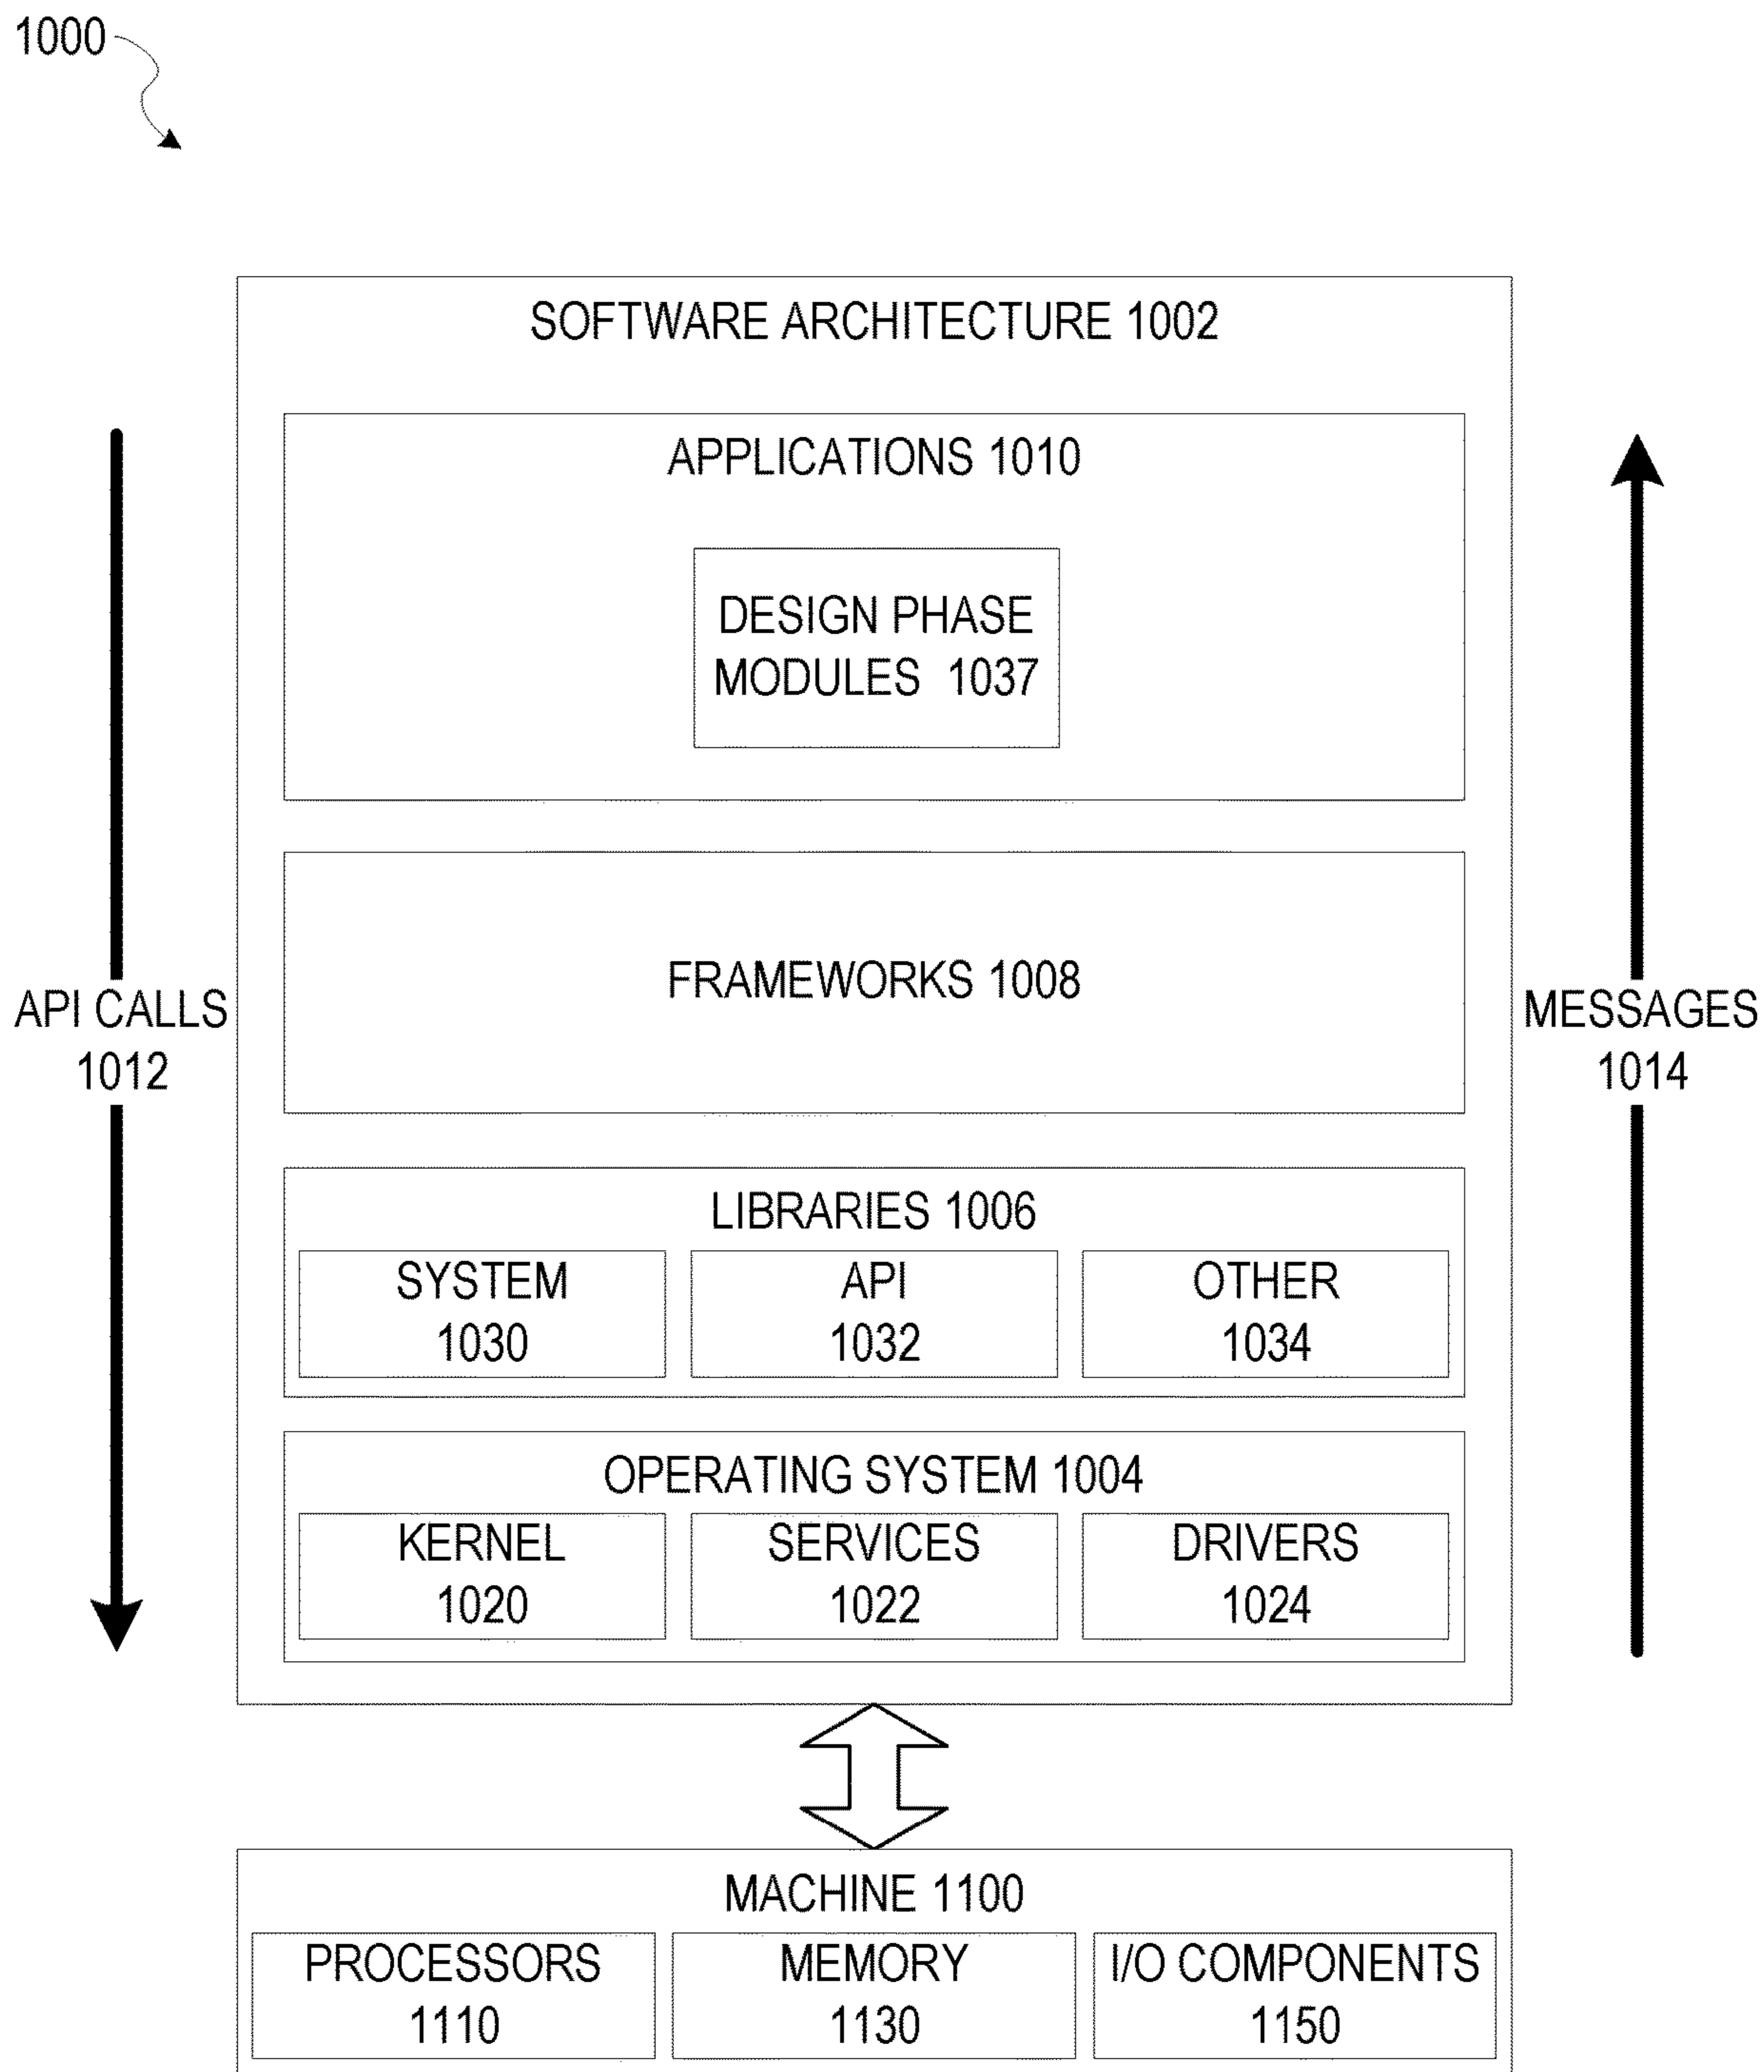 1000
SOFTWARE ARCHITECTURE 1002
APPLICATIONS 1010
DESIGN PHASE
MODULES 1037
FRAMEWORKS 1008
API CALLS
1012
MESSAGES
1014
LIBRARIES 1006
SYSTEM
1030
API
1032
OTHER
1034
OPERATING SYSTEM 1004
KERNEL
1020
SERVICES
1022
DRIVERS
1024
MACHINE 1100
PROCESSORS
1110
MEMORY
1130
I/O COMPONENTS
1150